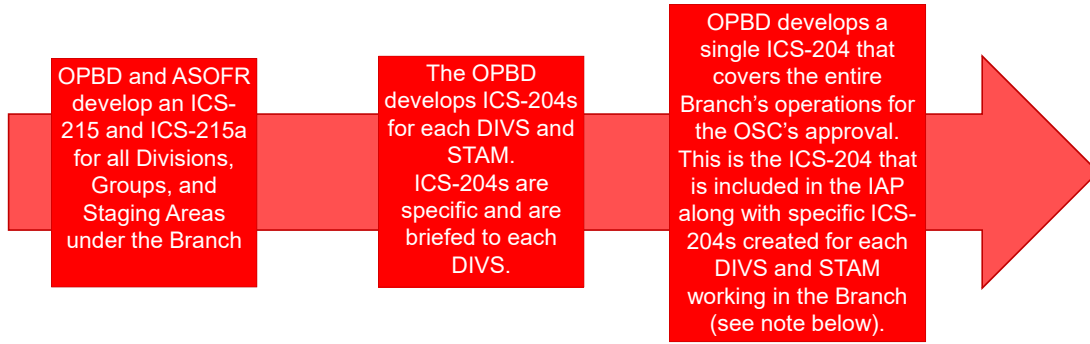 OPBD and ASOFR
develop an ICS-
215 and ICS-215a
for all Divisions,
Groups, and
Staging Areas
under the Branch
The OPBD
develops ICS-204s
for each DIVS and
STAM.
ICS-204s are
specific and are
briefed to each
DIVS.
OPBD develops a
single ICS-204 that
covers the entire
Branch’s operations for
the OSC’s approval.
This is the ICS-204 that
is included in the IAP
along with specific ICS-
204s created for each
DIVS and STAM
working in the Branch
(see note below).